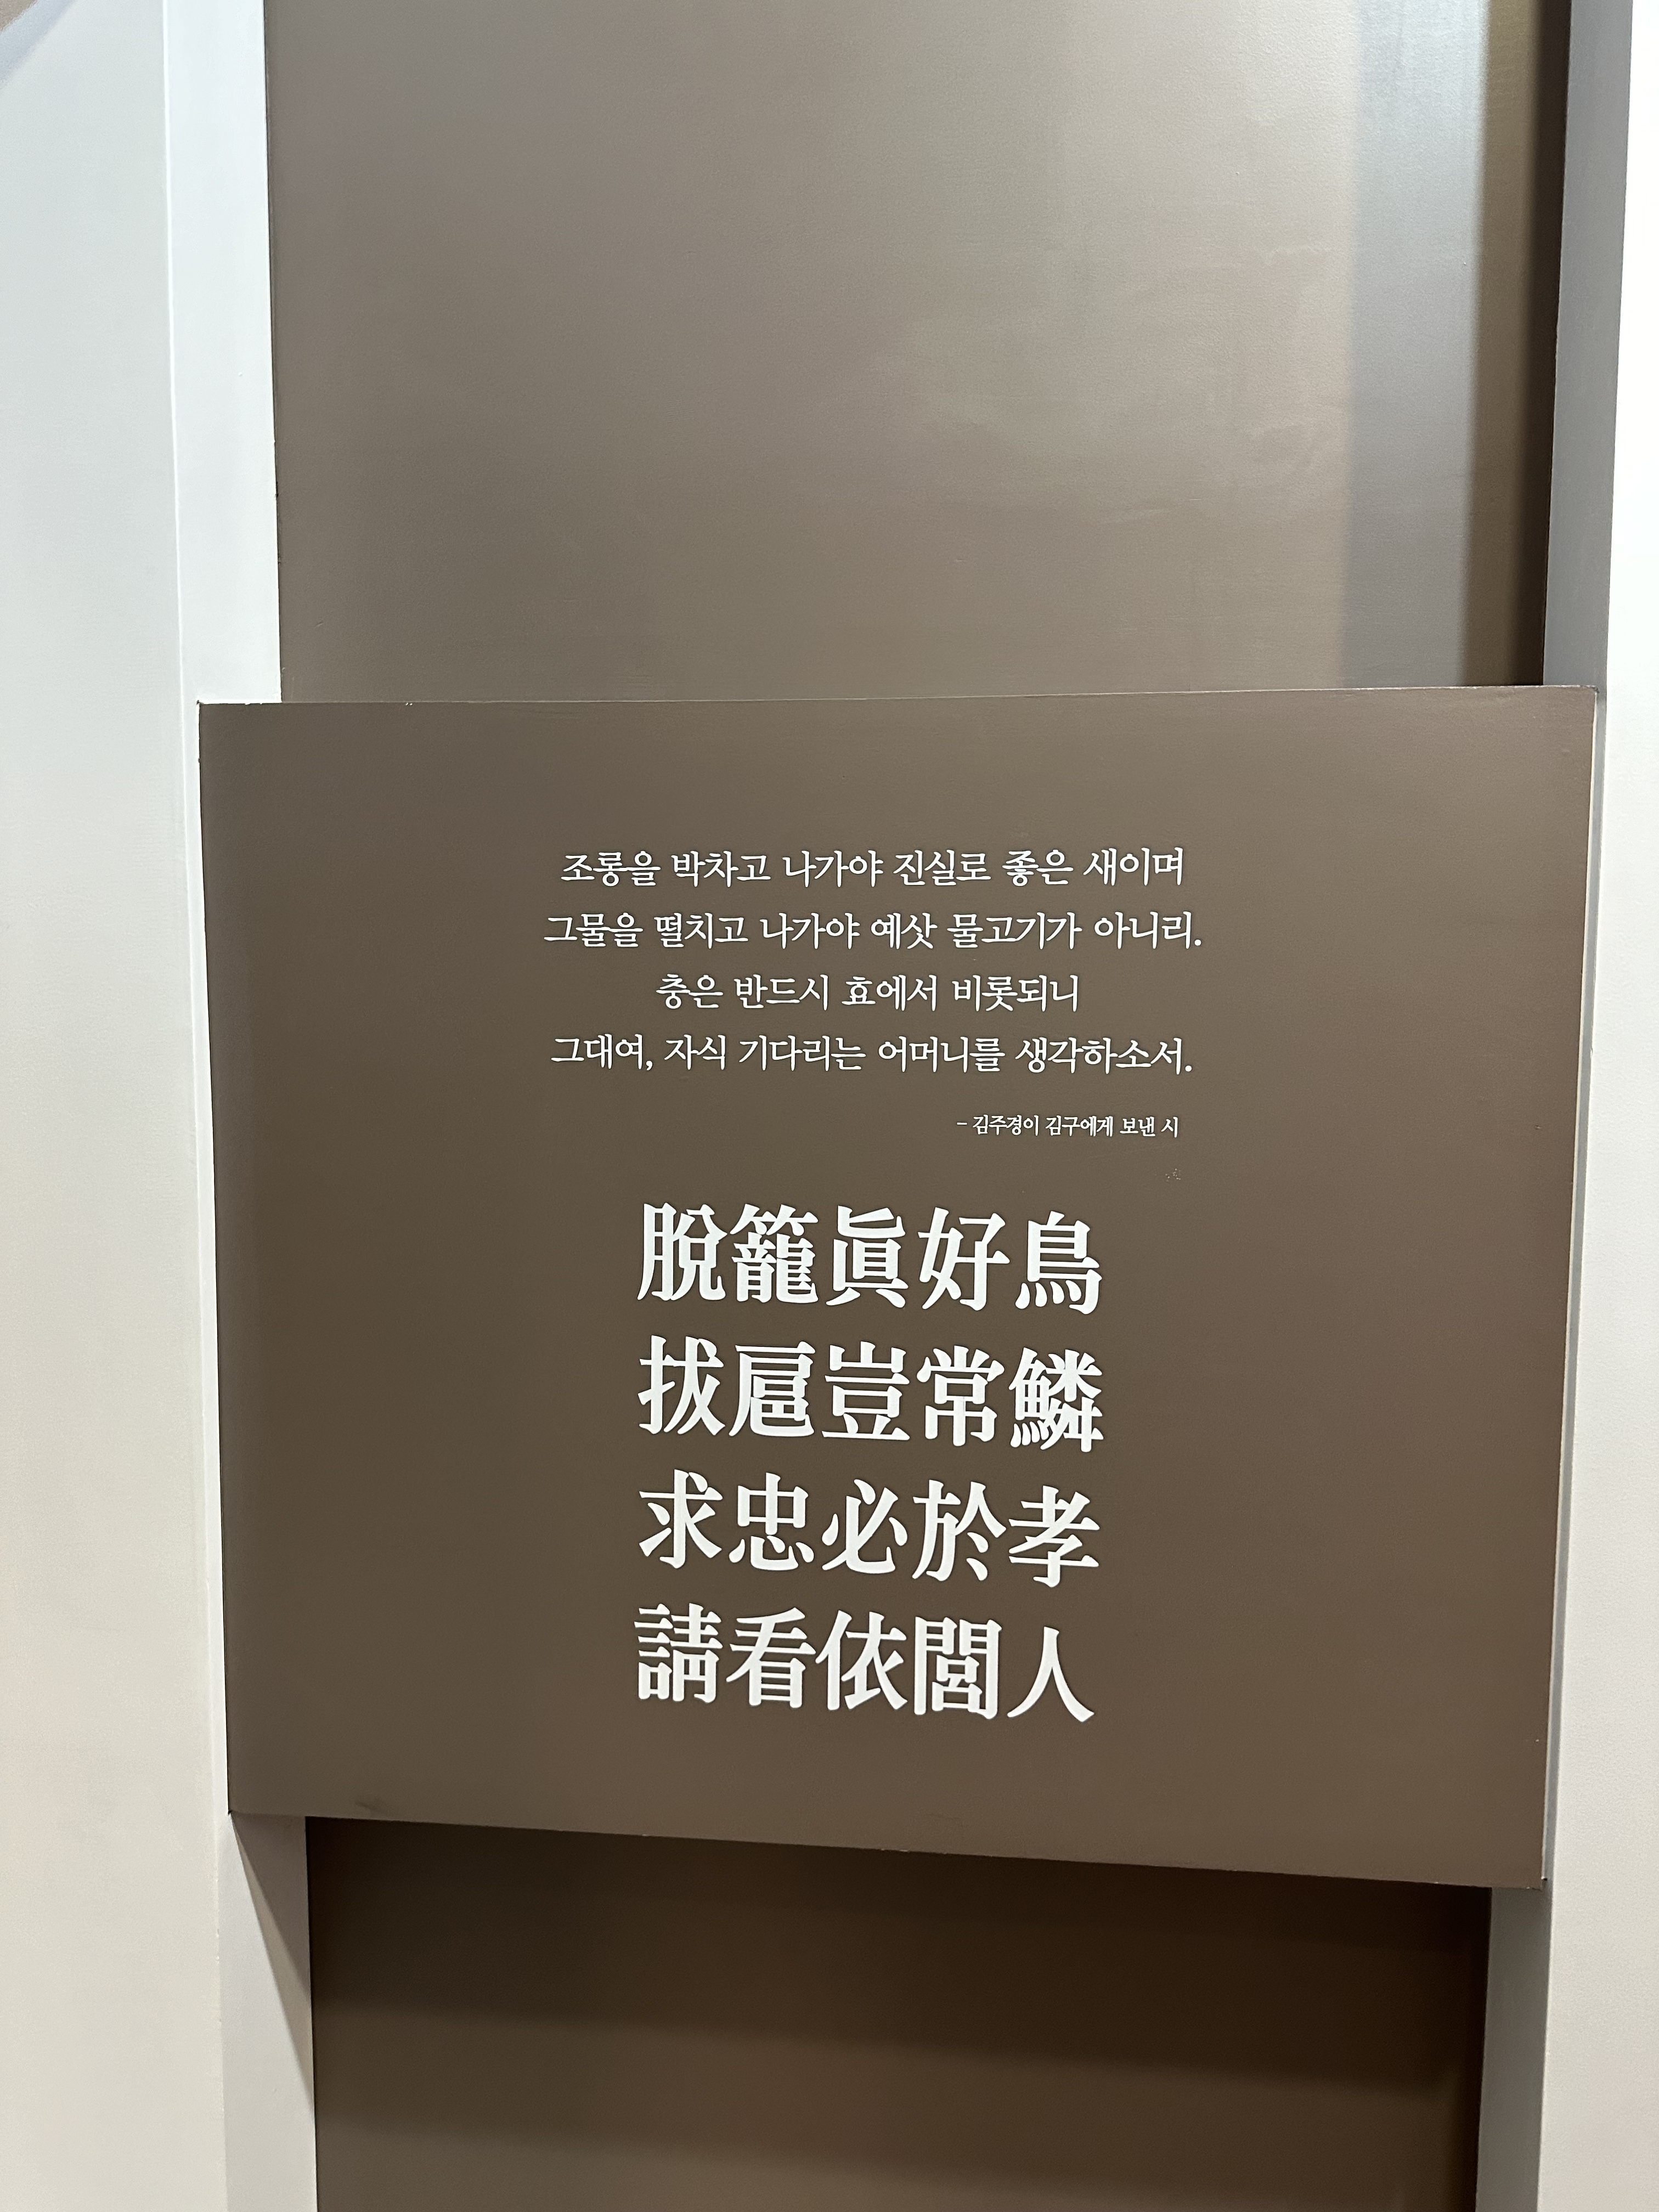 조롱을 박차고 나가야 진실로 좋은 새이며
그물을 떨치고 나가야 예삿 물고기가 아니리.
충은 반드시 효에서 비롯되니
그대여, 자식 기다리는 어머니를 생각하소서.
- 김주경이 김구에게 보낸 시
脫籠眞好鳥
拔扈豈常鱗
求忠必於孝
請看依閭人